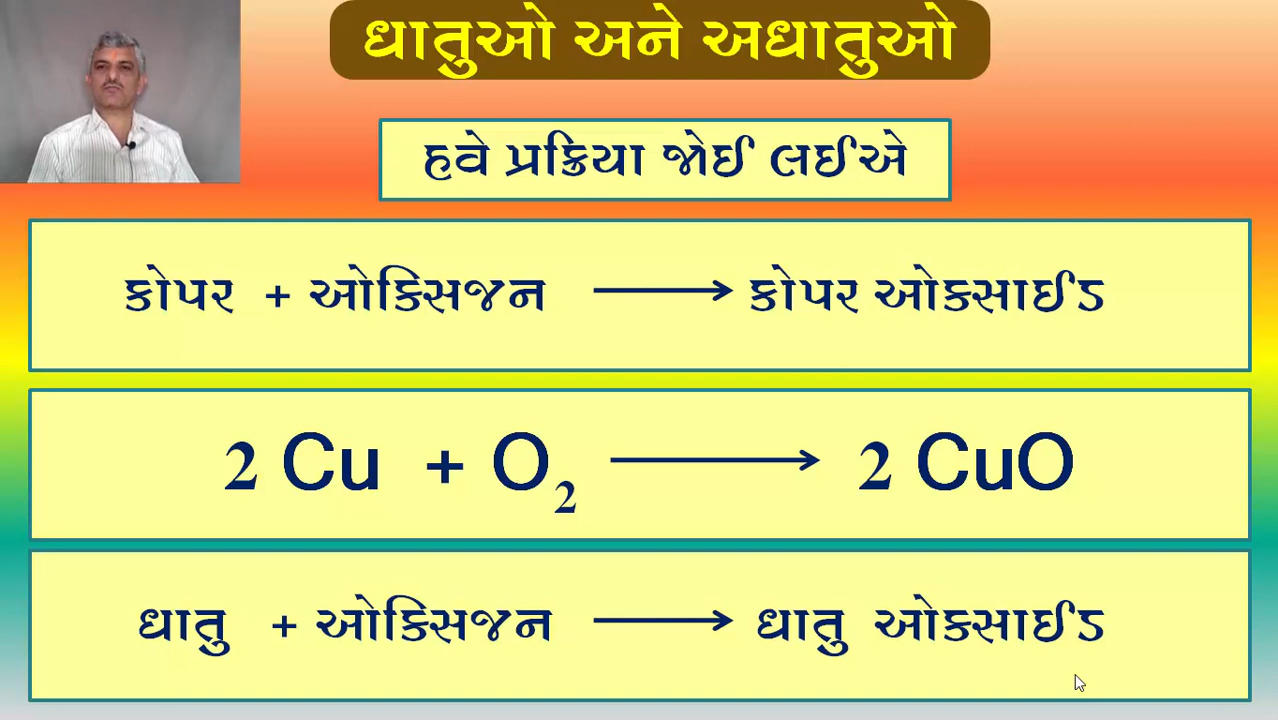 ધાતુઓ અને અધાતુઓ
હવે પ્રક્રિયા જોઈ લઈએ
કોપર + ઓક્સિજન ⟶ કોપર ઓક્સાઈડ
2 Cu + O₂ ⟶ 2 CuO
ધાતુ + ઓક્સિજન ⟶ ધાતુ ઓક્સાઈડ